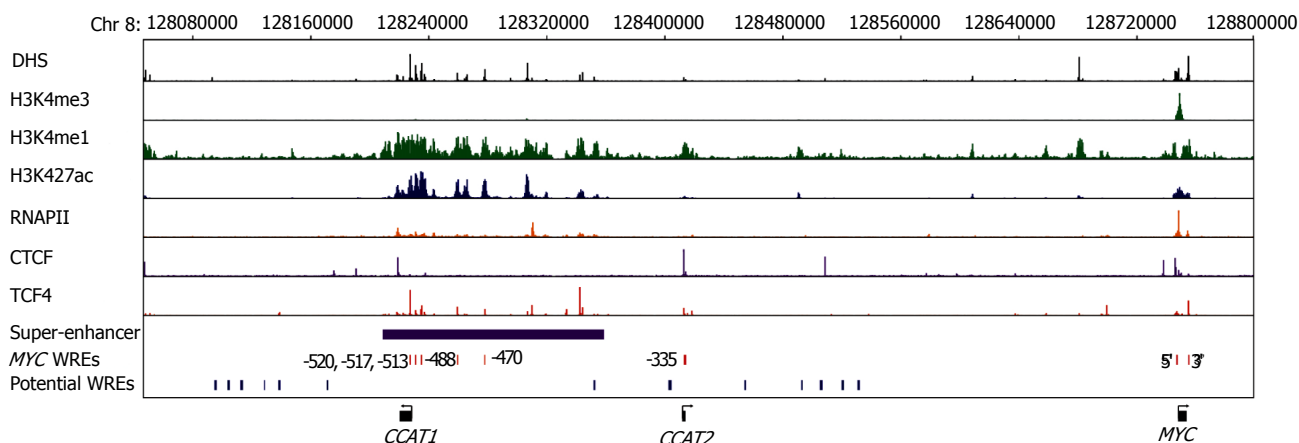 Chr 8: 128080000 128160000 128240000 128320000 128400000 128480000 128560000 128640000 128720000 128800000
DHS
H3K4me3
H3K4me1
H3K427ac
RNAPII
CTCF
TCF4
Super-enhancer
MYC WREs -520, -517, -513 -488 -470 -335 5' 3'
Potential WREs
CCAT1 CCAT2 MYC